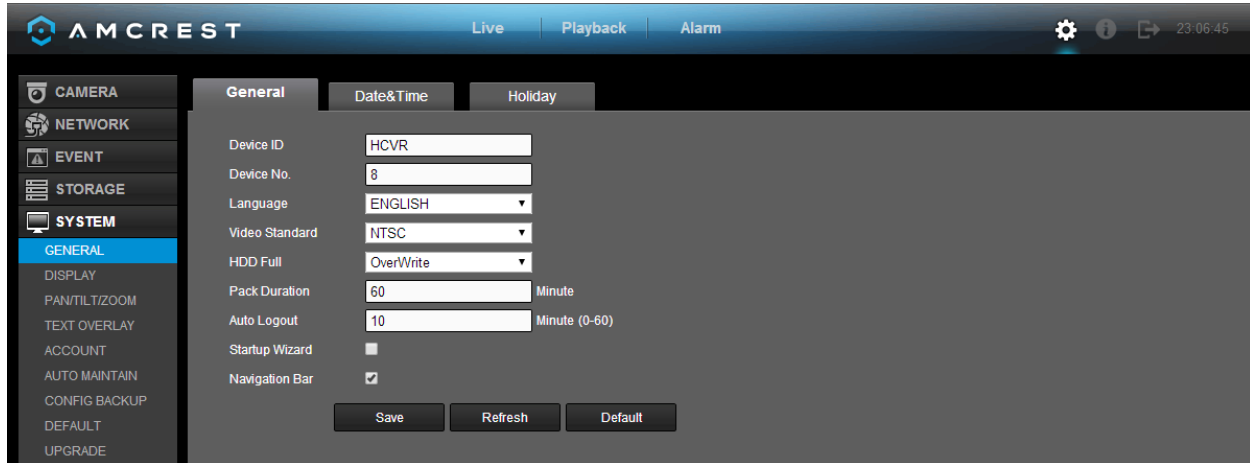 AMCREST
Live Playback Alarm
23:06:45
CAMERA
NETWORK
EVENT
STORAGE
SYSTEM
GENERAL
DISPLAY
PAN/TILT/ZOOM
TEXT OVERLAY
ACCOUNT
AUTO MAINTAIN
CONFIG BACKUP
DEFAULT
UPGRADE
General Date&Time Holiday
Device ID HCVR
Device No. 8
Language ENGLISH
Video Standard NTSC
HDD Full OverWrite
Pack Duration 60 Minute
Auto Logout 10 Minute (0-60)
Startup Wizard
Navigation Bar
Save Refresh Default